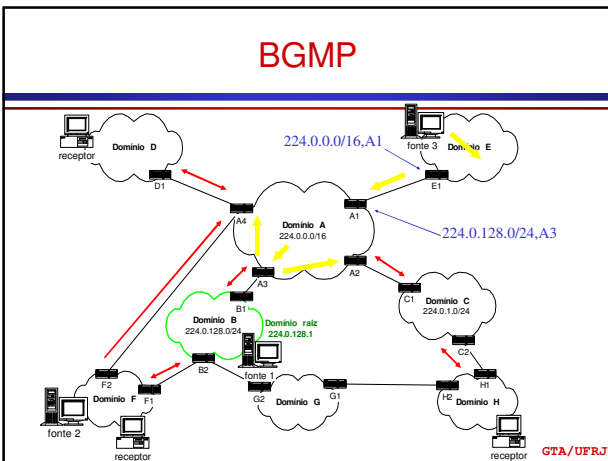 BGMP
receptor
Domínio D
D1
224.0.0.0/16,A1
fonte 3
Domínio E
E1
A4
A1
224.0.128.0/24,A3
Domínio A
224.0.0.0/16
A3
A2
B1
Domínio B
224.0.128.0/24
Domínio raiz
224.0.128.1
C1
Domínio C
224.0.1.0/24
C2
B2
fonte 1
F2
F1
Domínio F
fonte 2
receptor
G2
G1
Domínio G
H2
H1
Domínio H
receptor
GTA/UFRJ